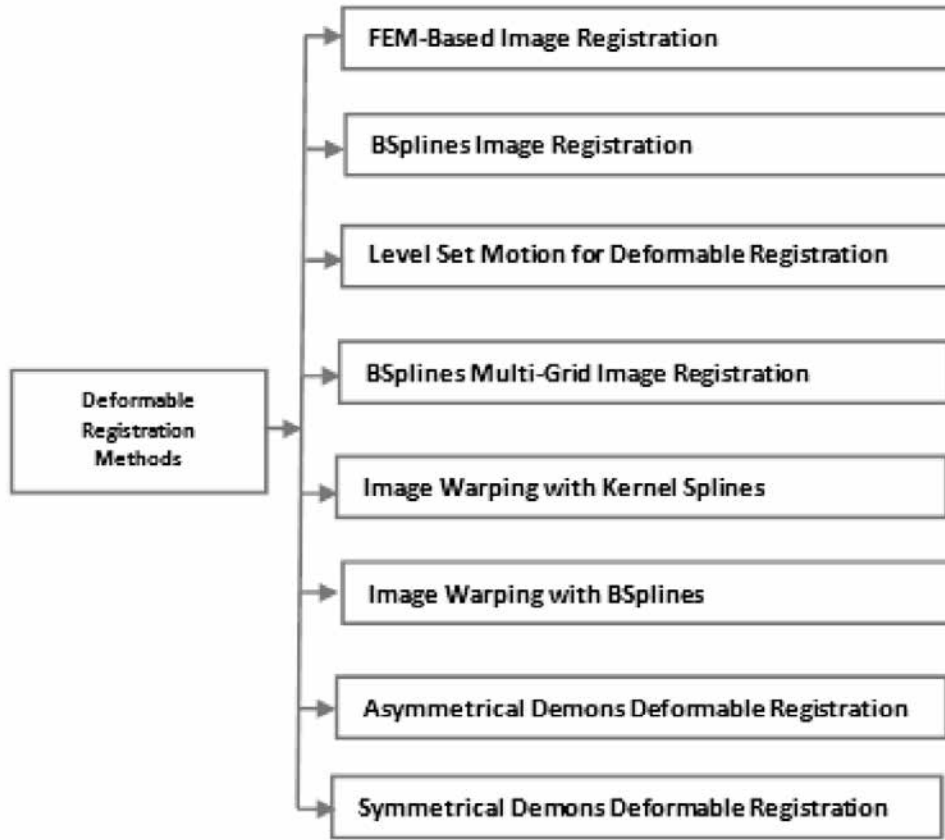 FEM-Based Image Registration
BSplines Image Registration
Level Set Motion for Deformable Registration
BSplines Multi-Grid Image Registration
Deformable
Registration
Methods
Image Warping with Kernel Splines
Image Warping with BSplines
Asymmetrical Demons Deformable Registration
Symmetrical Demons Deformable Registration